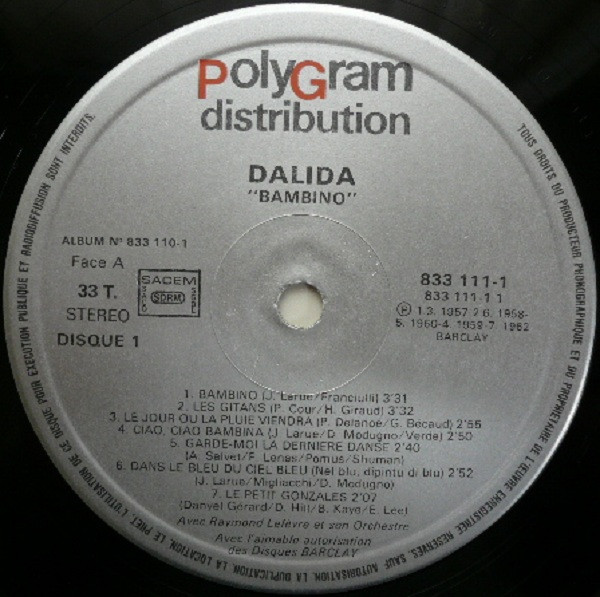 PolyGram
distribution
DALIDA
"BAMBINO"
ALBUM Nº 833 110-1
Face A
33 T.
STEREO
DISQUE 1
SACEM
SDRM
833 111-1
833 111-1 1
Ⓟ 1.3. 1957-2.6. 1958-
5. 1960-4. 1959-7. 1962
BARCLAY
1. BAMBINO (J. Larue/Franciulli) 3'31
2. LES GITANS (P. Cour/H. Giraud) 3'32
3. LE JOUR OU LA PLUIE VIENDRA (P. Delanoë/G. Bécaud) 2'56
4. CIAO, CIAO BAMBINA (J. Larue/D. Modugno/Verde) 2'50
5. GARDE-MOI LA DERNIERE DANSE 2'40
(A. Salvet/F. Lenas/Pomus/Shuman)
6. DANS LE BLEU DU CIEL BLEU (Nel blu, dipintu di blu) 2'52
(J. Larue/Migliacchi/D. Modugno)
7. LE PETIT GONZALES 2'07
(Danyel Gérard/D. Hill/B. Kaye/E. Lee)
Avec Raymond Lefèvre et son Orchestre
Avec l'aimable autorisation
des Disques BARCLAY
TOUS DROITS DU PRODUCTEUR PHONOGRAPHIQUE ET DU PROPRIETAIRE DE L'ŒUVRE ENREGISTREE RESERVES. SAUF AUTORISATION, LA DUPLICATION, LA LOCATION, LE PRET, L'UTILISATION DE CE DISQUE POUR EXECUTION PUBLIQUE ET RADIODIFFUSION SONT INTERDITS.